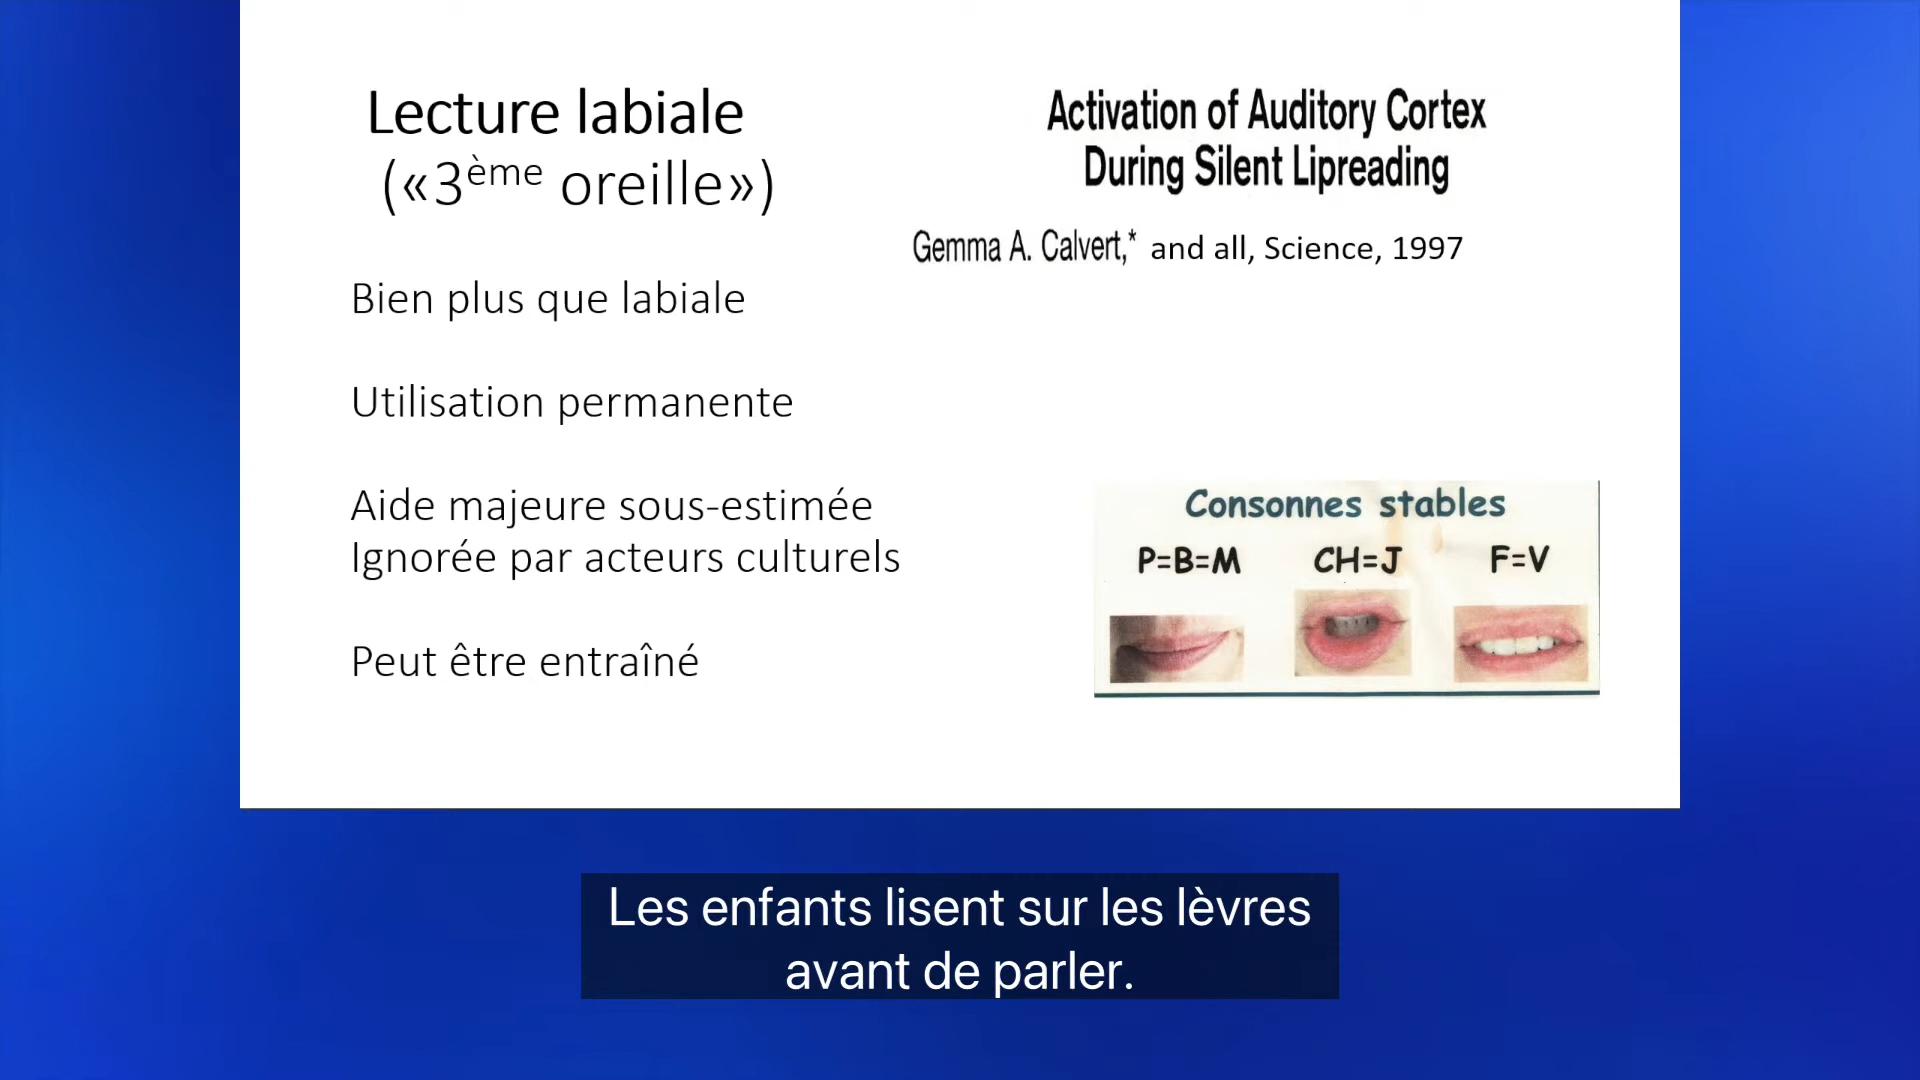 Lecture labiale
(«3ème oreille»)
Bien plus que labiale
Utilisation permanente
Aide majeure sous-estimée
Ignorée par acteurs culturels
Peut être entraîné
Activation of Auditory Cortex
During Silent Lipreading
Gemma A. Calvert,* and all, Science, 1997
Consonnes stables
P=B=M CH=J F=V
Les enfants lisent sur les lèvres
avant de parler.